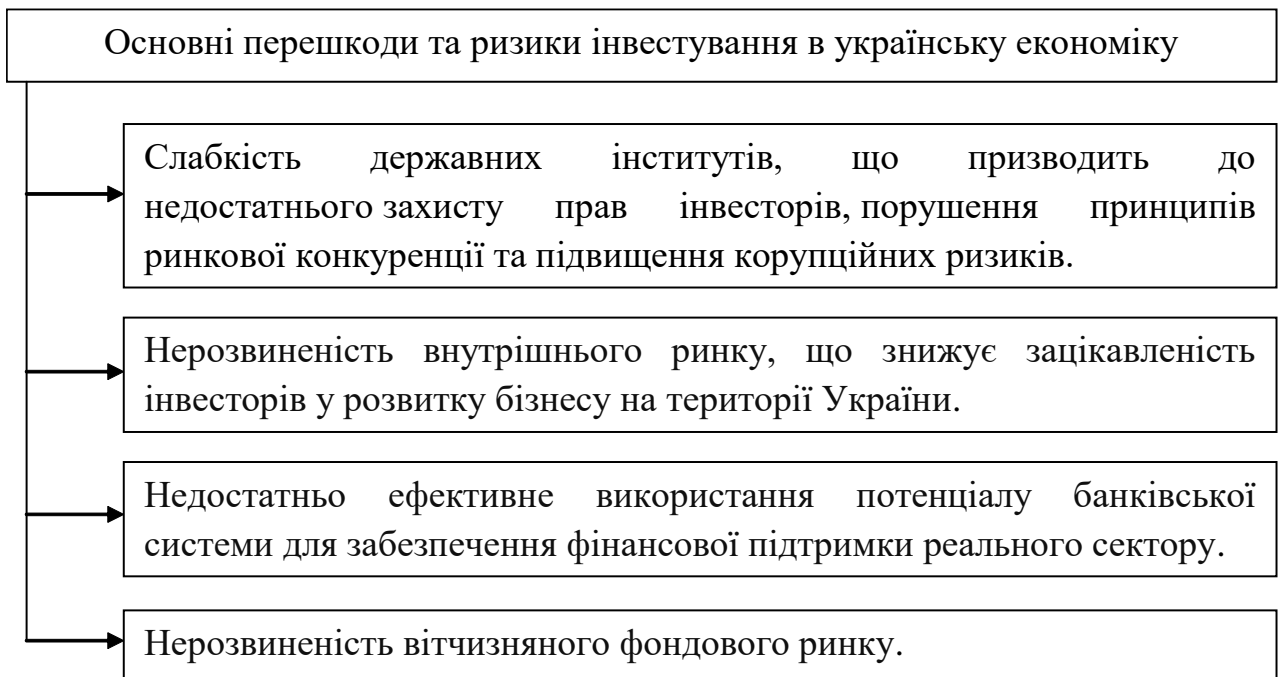 Основні перешкоди та ризики інвестування в українську економіку
Слабкість державних інститутів, що призводить до
недостатнього захисту прав інвесторів, порушення принципів
ринкової конкуренції та підвищення корупційних ризиків.
Нерозвиненість внутрішнього ринку, що знижує зацікавленість
інвесторів у розвитку бізнесу на території України.
Недостатньо ефективне використання потенціалу банківської
системи для забезпечення фінансової підтримки реального сектору.
Нерозвиненість вітчизняного фондового ринку.